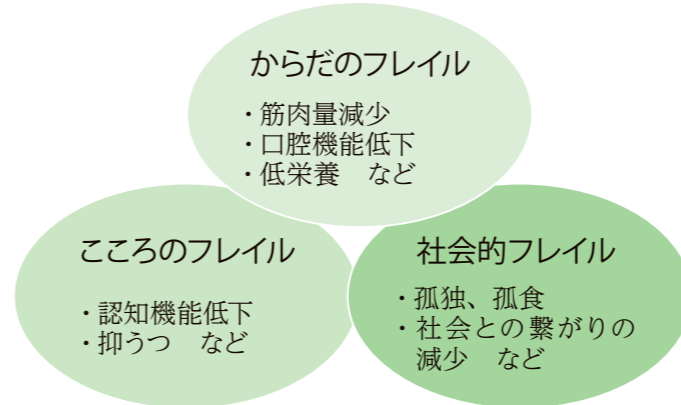 からだのフレイル
・筋肉量減少
・口腔機能低下
・低栄養　など
こころのフレイル
・認知機能低下
・抑うつ　など
社会的フレイル
・孤独、孤食
・社会との繋がりの
減少　など